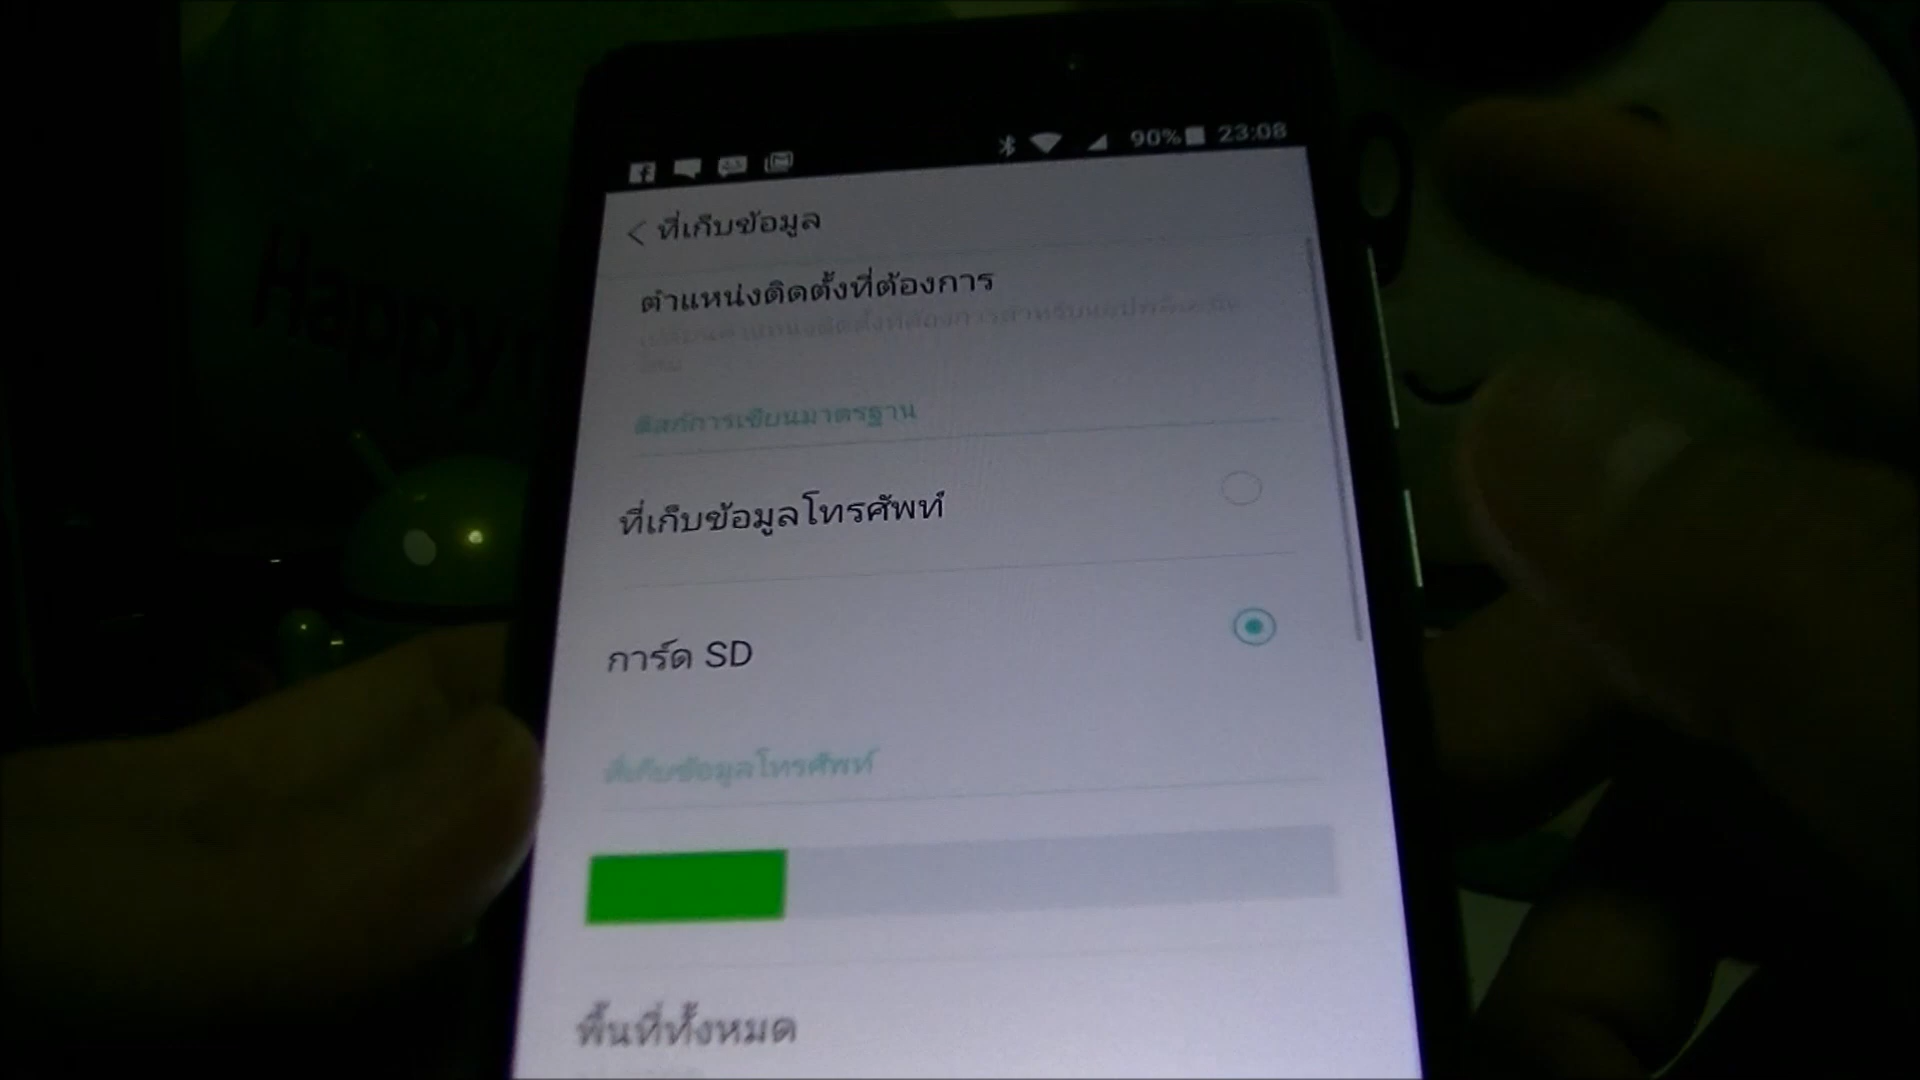 90% 23:08
ที่เก็บข้อมูล
ตำแหน่งติดตั้งที่ต้องการ
ดิสก์การเขียนมาตรฐาน
ที่เก็บข้อมูลโทรศัพท์
การ์ด SD
ที่เก็บข้อมูลโทรศัพท์
พื้นที่ทั้งหมด
Happy